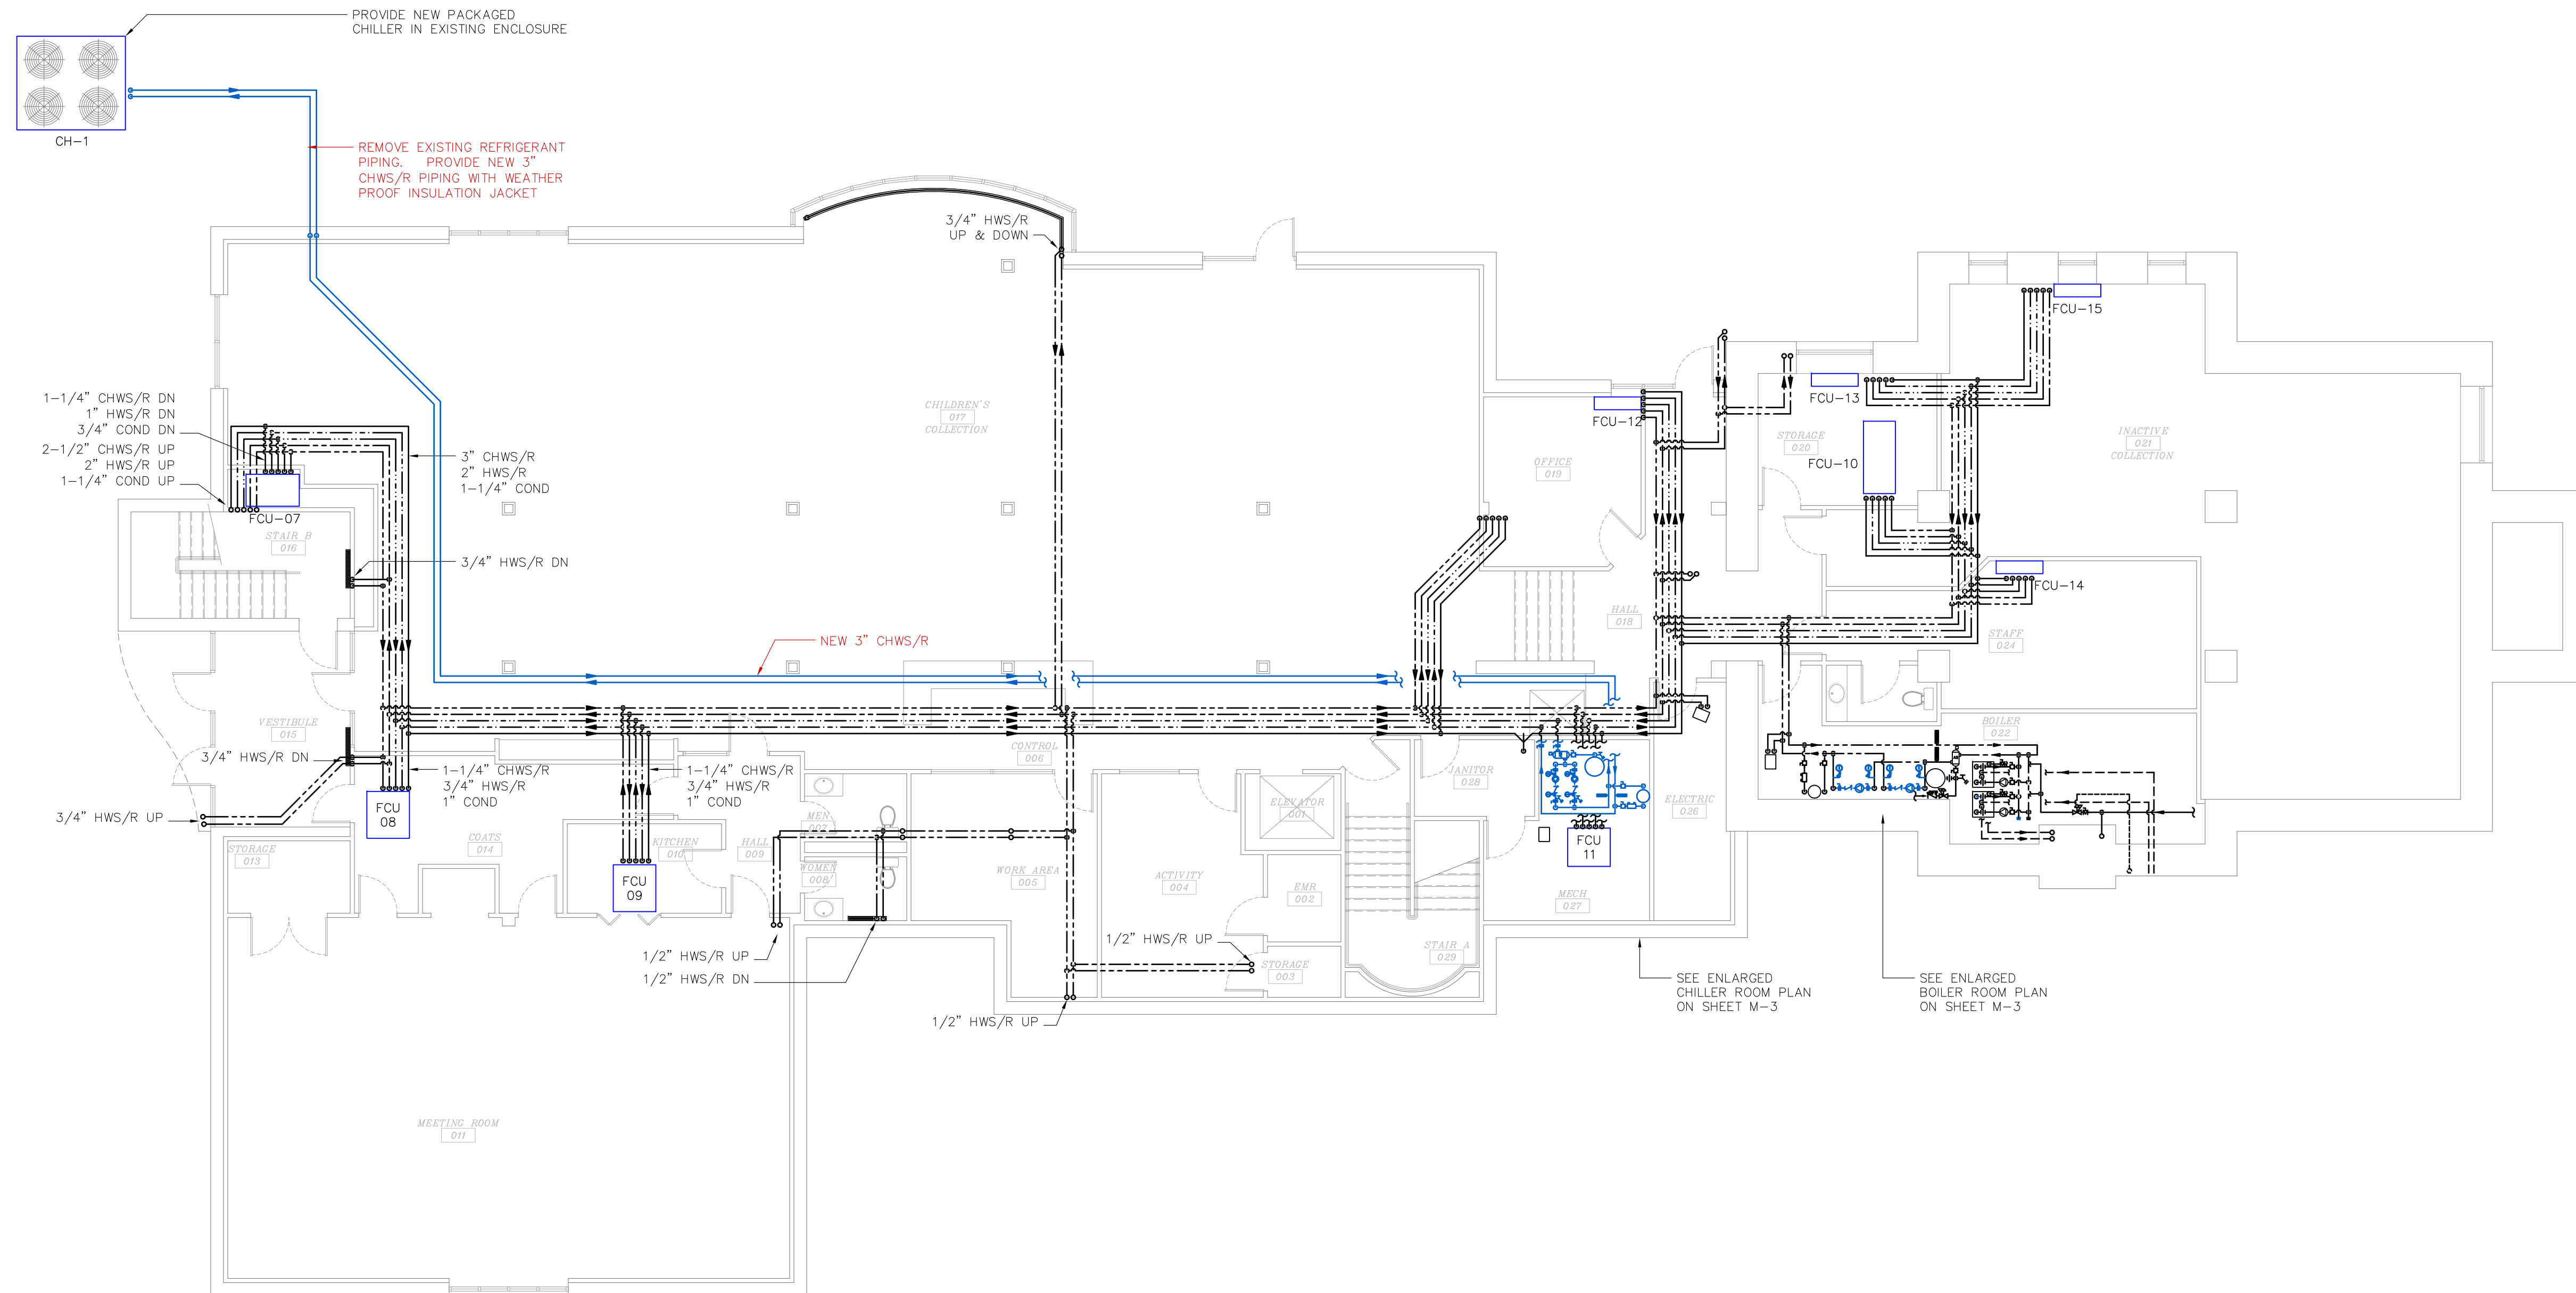 PROVIDE NEW PACKAGED
CHILLER IN EXISTING ENCLOSURE
CH-1
REMOVE EXISTING REFRIGERANT
PIPING. PROVIDE NEW 3"
CHWS/R PIPING WITH WEATHER
PROOF INSULATION JACKET
3/4" HWS/R
UP & DOWN
FCU-15
1-1/4" CHWS/R DN
1" HWS/R DN
3/4" COND DN
2-1/2" CHWS/R UP
2" HWS/R UP
1-1/4" COND UP
3" CHWS/R
2" HWS/R
1-1/4" COND
FCU-07
STAIR B
016
3/4" HWS/R DN
CHILDREN'S
017
COLLECTION
FCU-12
FCU-13
STORAGE
020
FCU-10
OFFICE
019
INACTIVE
021
COLLECTION
FCU-14
HALL
018
STAFF
024
NEW 3" CHWS/R
VESTIBULE
015
3/4" HWS/R DN
3/4" HWS/R UP
1-1/4" CHWS/R
3/4" HWS/R
1" COND
1-1/4" CHWS/R
3/4" HWS/R
1" COND
FCU
08
CONTROL
006
BOILER
022
JANITOR
028
ELECTRIC
026
ELEVATOR
001
MEN
007
STORAGE
013
COATS
014
KITCHEN
010
HALL
009
WOMEN
008
WORK AREA
005
ACTIVITY
004
EMR
002
FCU
09
FCU
11
MECH
027
STAIR A
029
STORAGE
003
1/2" HWS/R UP
1/2" HWS/R UP
1/2" HWS/R DN
1/2" HWS/R UP
SEE ENLARGED
CHILLER ROOM PLAN
ON SHEET M-3
SEE ENLARGED
BOILER ROOM PLAN
ON SHEET M-3
MEETING ROOM
011